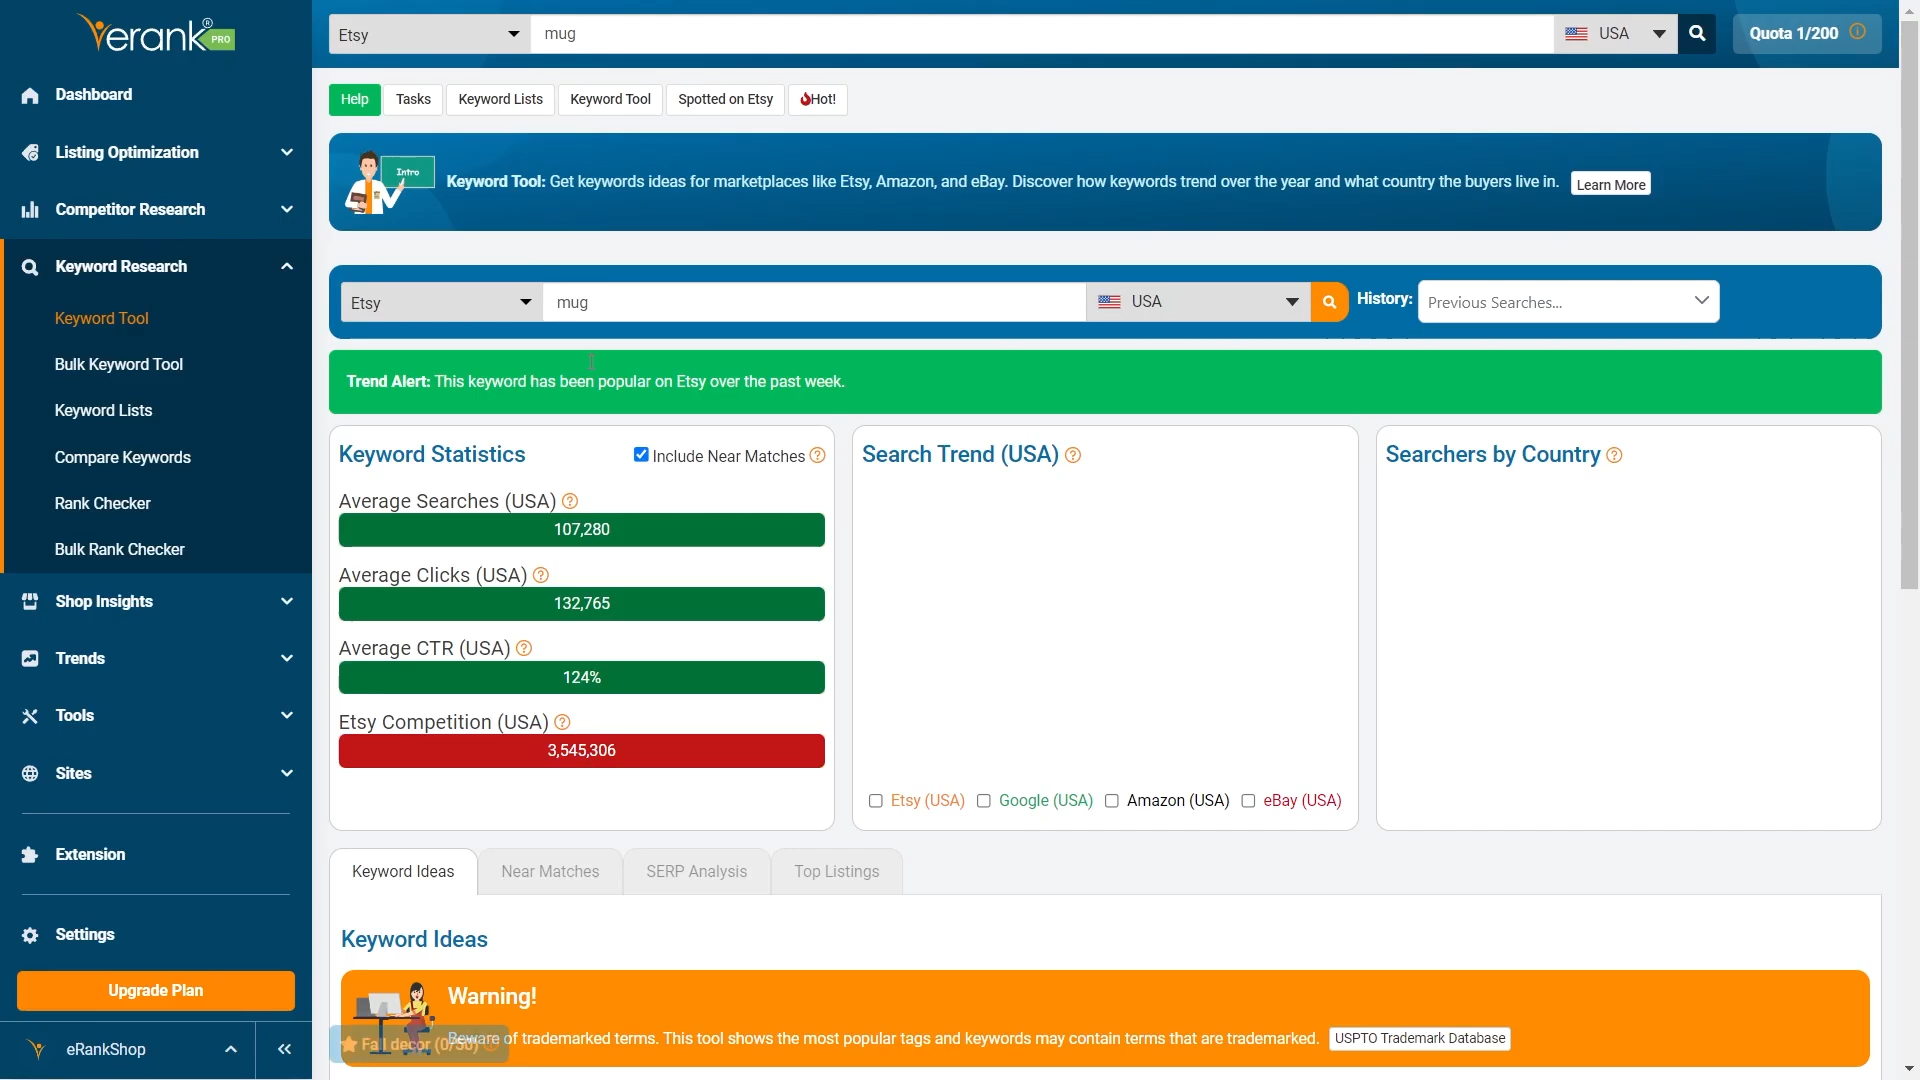 erank® PRO
Etsy
mug
USA
Quota 1/200
Dashboard
Listing Optimization
Competitor Research
Keyword Research
Keyword Tool
Bulk Keyword Tool
Keyword Lists
Compare Keywords
Rank Checker
Bulk Rank Checker
Shop Insights
Trends
Tools
Sites
Extension
Settings
Upgrade Plan
eRankShop
Help
Tasks
Keyword Lists
Keyword Tool
Spotted on Etsy
Hot!
Intro
Keyword Tool: Get keywords ideas for marketplaces like Etsy, Amazon, and eBay. Discover how keywords trend over the year and what country the buyers live in.
Learn More
Etsy
mug
USA
History:
Previous Searches...
Trend Alert: This keyword has been popular on Etsy over the past week.
Keyword Statistics
Include Near Matches
Average Searches (USA)
107,280
Average Clicks (USA)
132,765
Average CTR (USA)
124%
Etsy Competition (USA)
3,545,306
Search Trend (USA)
Etsy (USA)
Google (USA)
Amazon (USA)
eBay (USA)
Searchers by Country
Keyword Ideas
Near Matches
SERP Analysis
Top Listings
Keyword Ideas
Warning!
Beware of trademarked terms. This tool shows the most popular tags and keywords may contain terms that are trademarked.
USPTO Trademark Database
Fall decor (0/50)